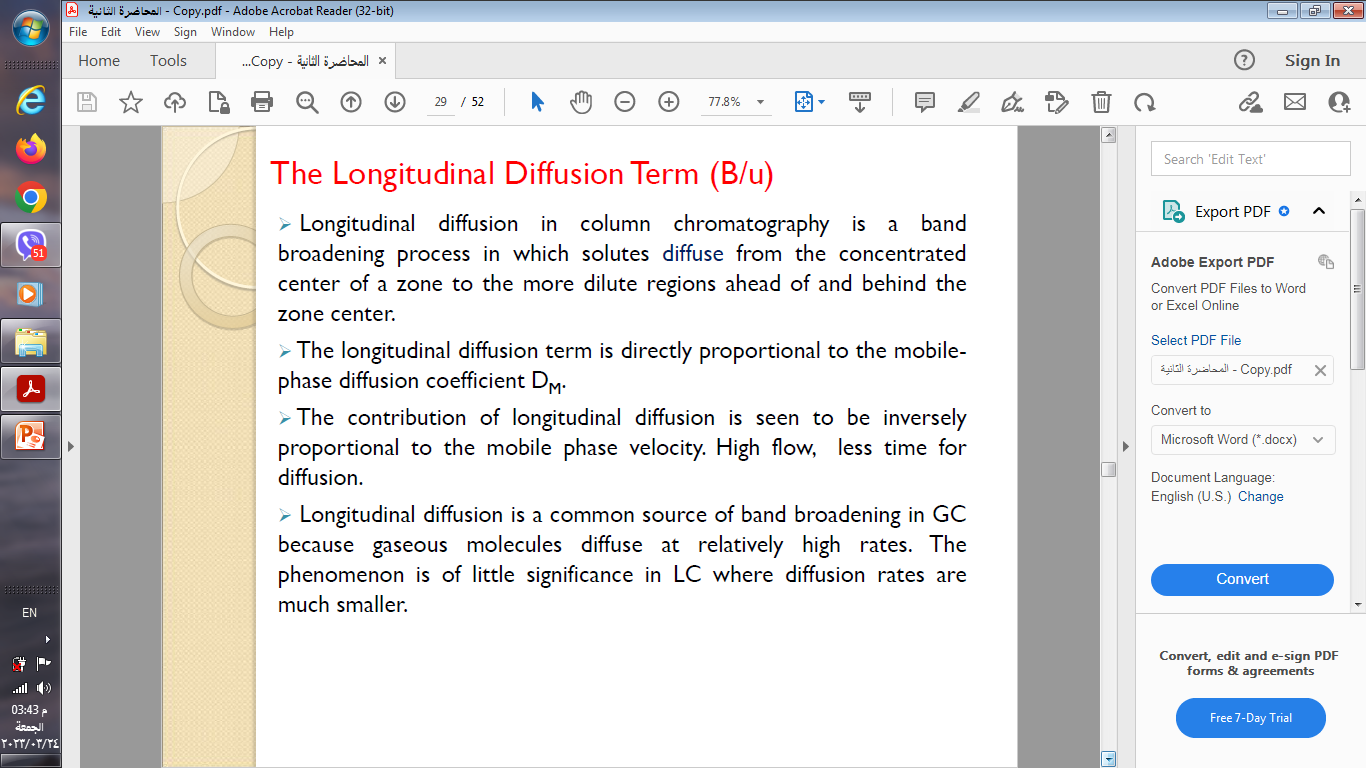 المحاضرة الثانية - Copy.pdf - Adobe Acrobat Reader (32-bit)
File Edit View Sign Window Help
Home Tools المحاضرة الثانية - Copy... ×
Sign In
29 / 52 77.8%
The Longitudinal Diffusion Term (B/u)
Longitudinal diffusion in column chromatography is a band
broadening process in which solutes diffuse from the concentrated
center of a zone to the more dilute regions ahead of and behind the
zone center.
The longitudinal diffusion term is directly proportional to the mobile-
phase diffusion coefficient DM.
The contribution of longitudinal diffusion is seen to be inversely
proportional to the mobile phase velocity. High flow, less time for
diffusion.
Longitudinal diffusion is a common source of band broadening in GC
because gaseous molecules diffuse at relatively high rates. The
phenomenon is of little significance in LC where diffusion rates are
much smaller.
Search 'Edit Text'
Export PDF
Adobe Export PDF
Convert PDF Files to Word
or Excel Online
Select PDF File
المحاضرة الثانية - Copy.pdf
Convert to
Microsoft Word (*.docx)
Document Language:
English (U.S.) Change
Convert
Convert, edit and e-sign PDF
forms & agreements
Free 7-Day Trial
51
EN
03:43 م
الجمعة
٢٠٢٣/٠٣/٢٤